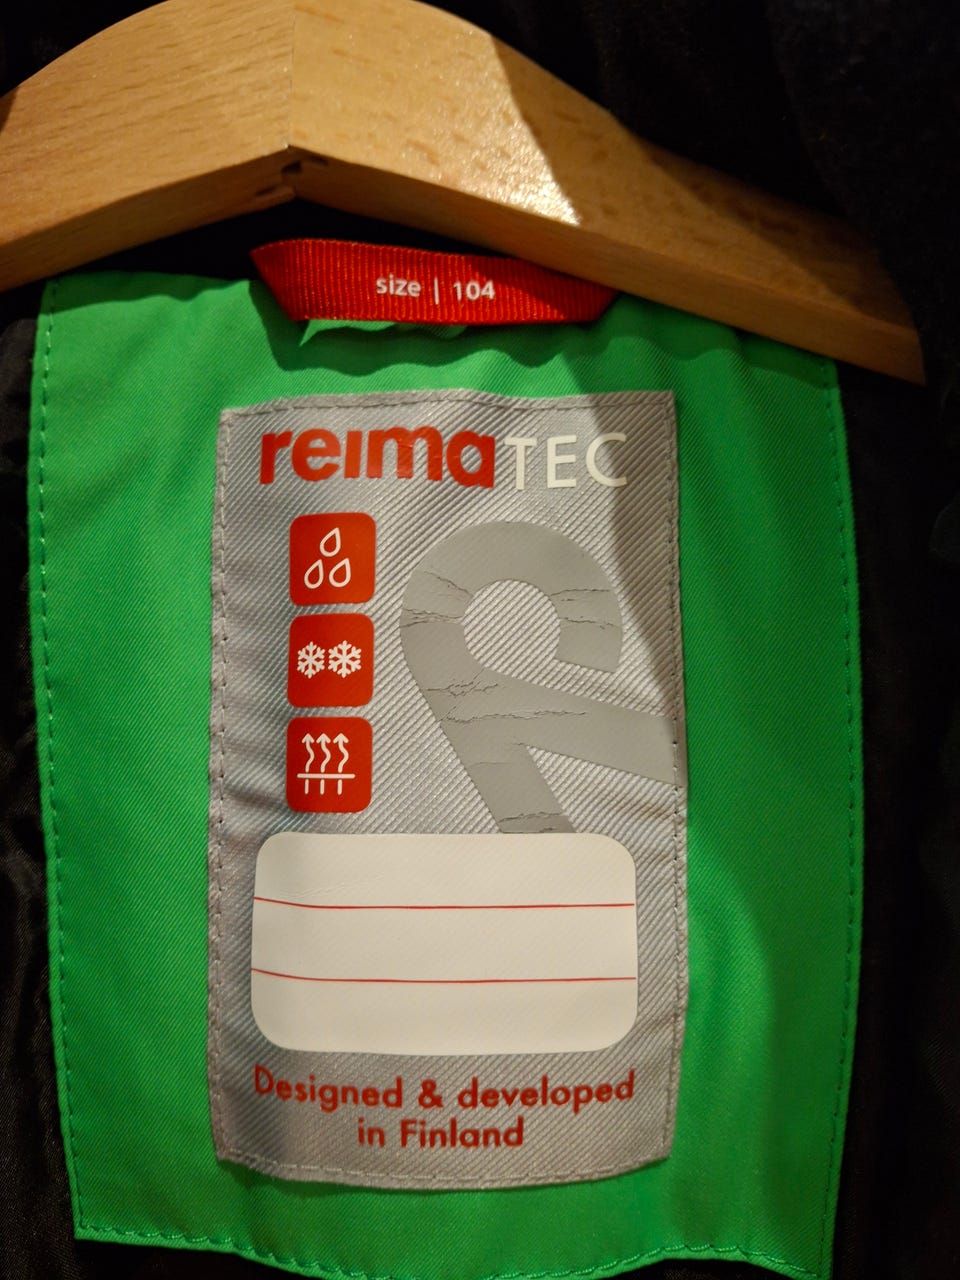 size | 104
reimaTEC
Designed & developed
in Finland